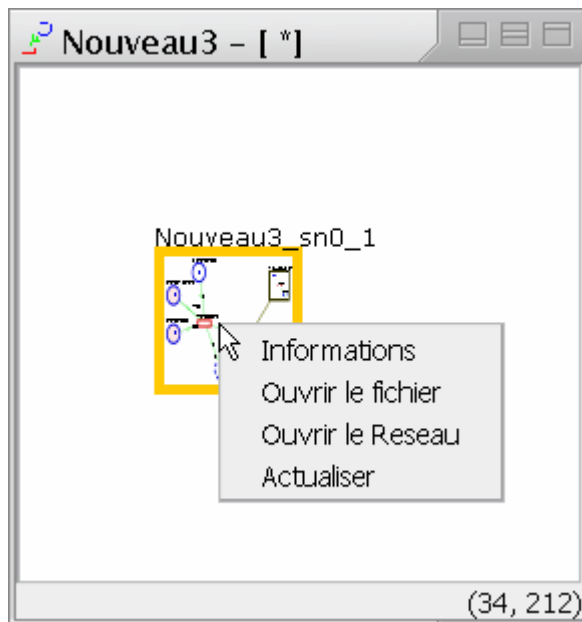 Nouveau3 - [ *]
Nouveau3_sn0_1
Informations
Ouvrir le fichier
Ouvrir le Reseau
Actualiser
(34, 212)